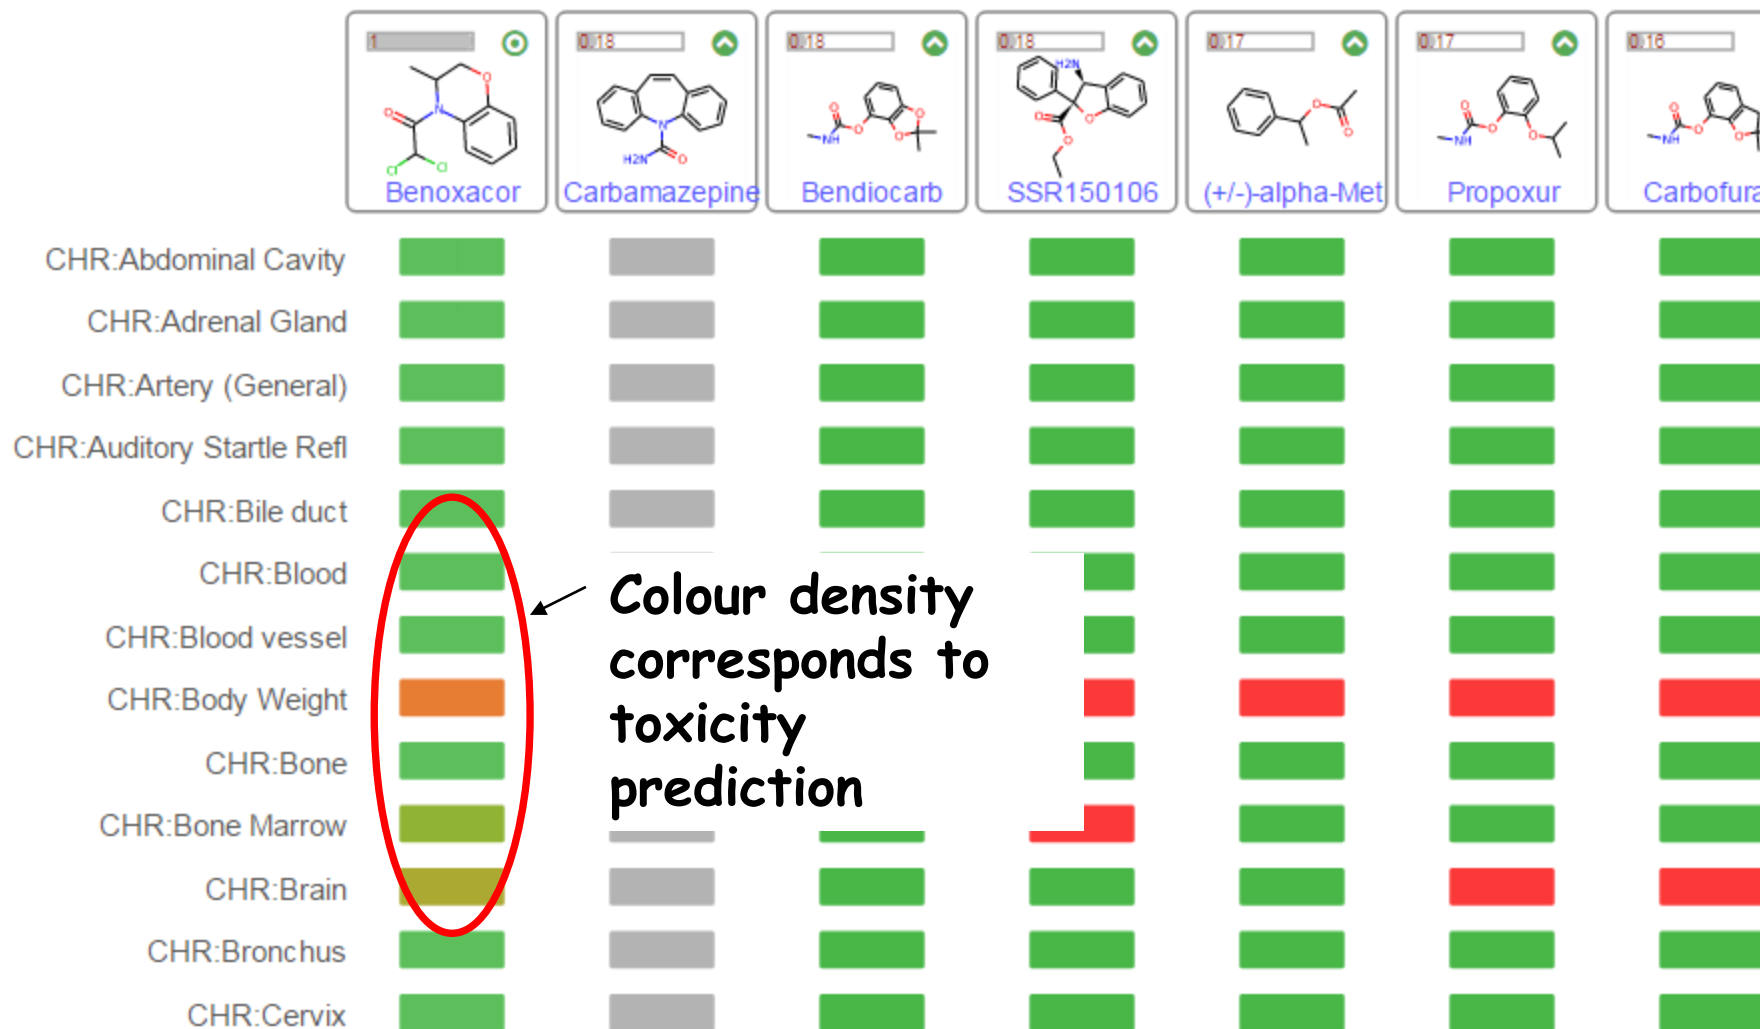 1 0.18 0.18 0.18 0.17 0.17 0.16
Benoxacor Carbamazepine Bendiocarb SSR150106 (+/-)-alpha-Met Propoxur Carbofura
CHR:Abdominal Cavity
CHR:Adrenal Gland
CHR:Artery (General)
CHR:Auditory Startle Refl
CHR:Bile duct
CHR:Blood
CHR:Blood vessel
CHR:Body Weight
CHR:Bone
CHR:Bone Marrow
CHR:Brain
CHR:Bronchus
CHR:Cervix
Colour density
corresponds to
toxicity
prediction